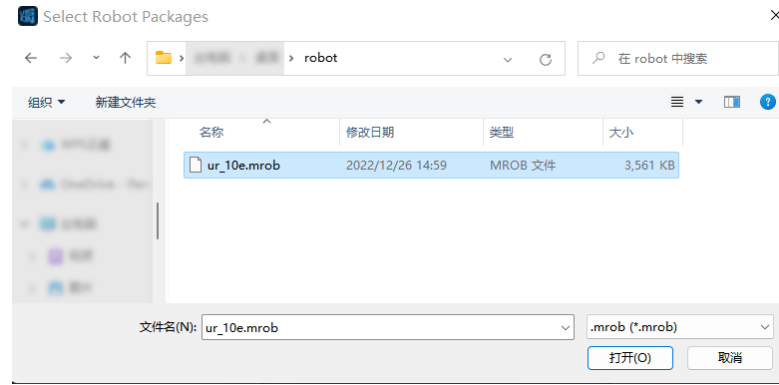 Select Robot Packages
robot
在 robot 中搜索
组织
新建文件夹
名称 修改日期 类型 大小
ur_10e.mrob 2022/12/26 14:59 MROB 文件 3,561 KB
文件名(N): ur_10e.mrob .mrob (*.mrob)
打开(O) 取消